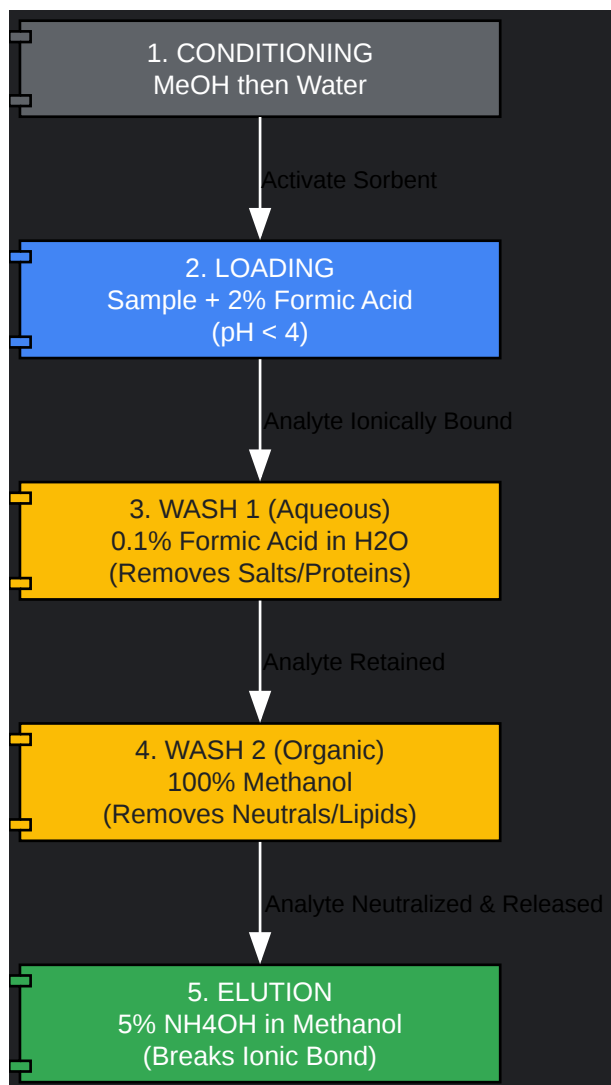 1. CONDITIONING
MeOH then Water
Activate Sorbent
2. LOADING
Sample + 2% Formic Acid
(pH < 4)
Analyte Ionically Bound
3. WASH 1 (Aqueous)
0.1% Formic Acid in H2O
(Removes Salts/Proteins)
Analyte Retained
4. WASH 2 (Organic)
100% Methanol
(Removes Neutrals/Lipids)
Analyte Neutralized & Released
5. ELUTION
5% NH4OH in Methanol
(Breaks Ionic Bond)